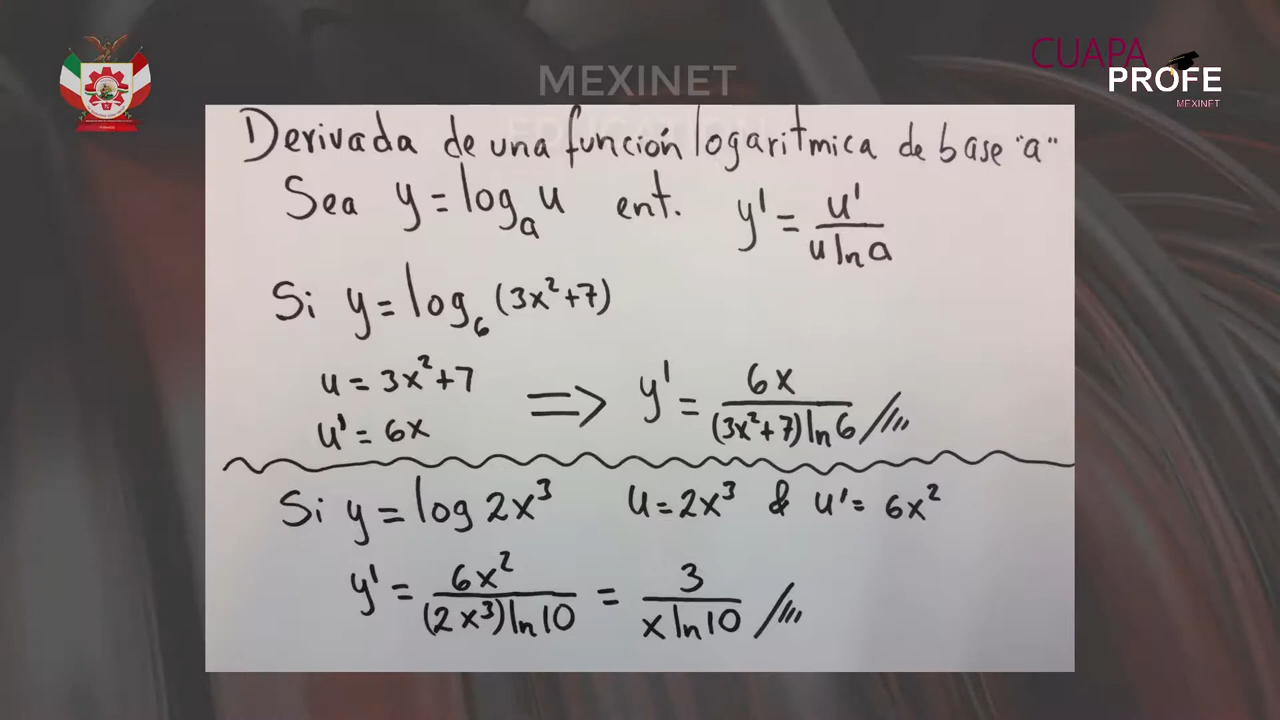 MEXINET
CUAPA
PROFE
MEXINET
Derivada de una función logaritmica de base "a"
Sea y = log_a u ent. y' = u' / (u ln a)
Si y = log_6 (3x² + 7)
u = 3x² + 7
u' = 6x
⇒ y' = 6x / ((3x² + 7) ln 6) ////
Si y = log 2x³ u = 2x³ & u' = 6x²
y' = 6x² / ((2x³) ln 10) = 3 / (x ln 10) ////